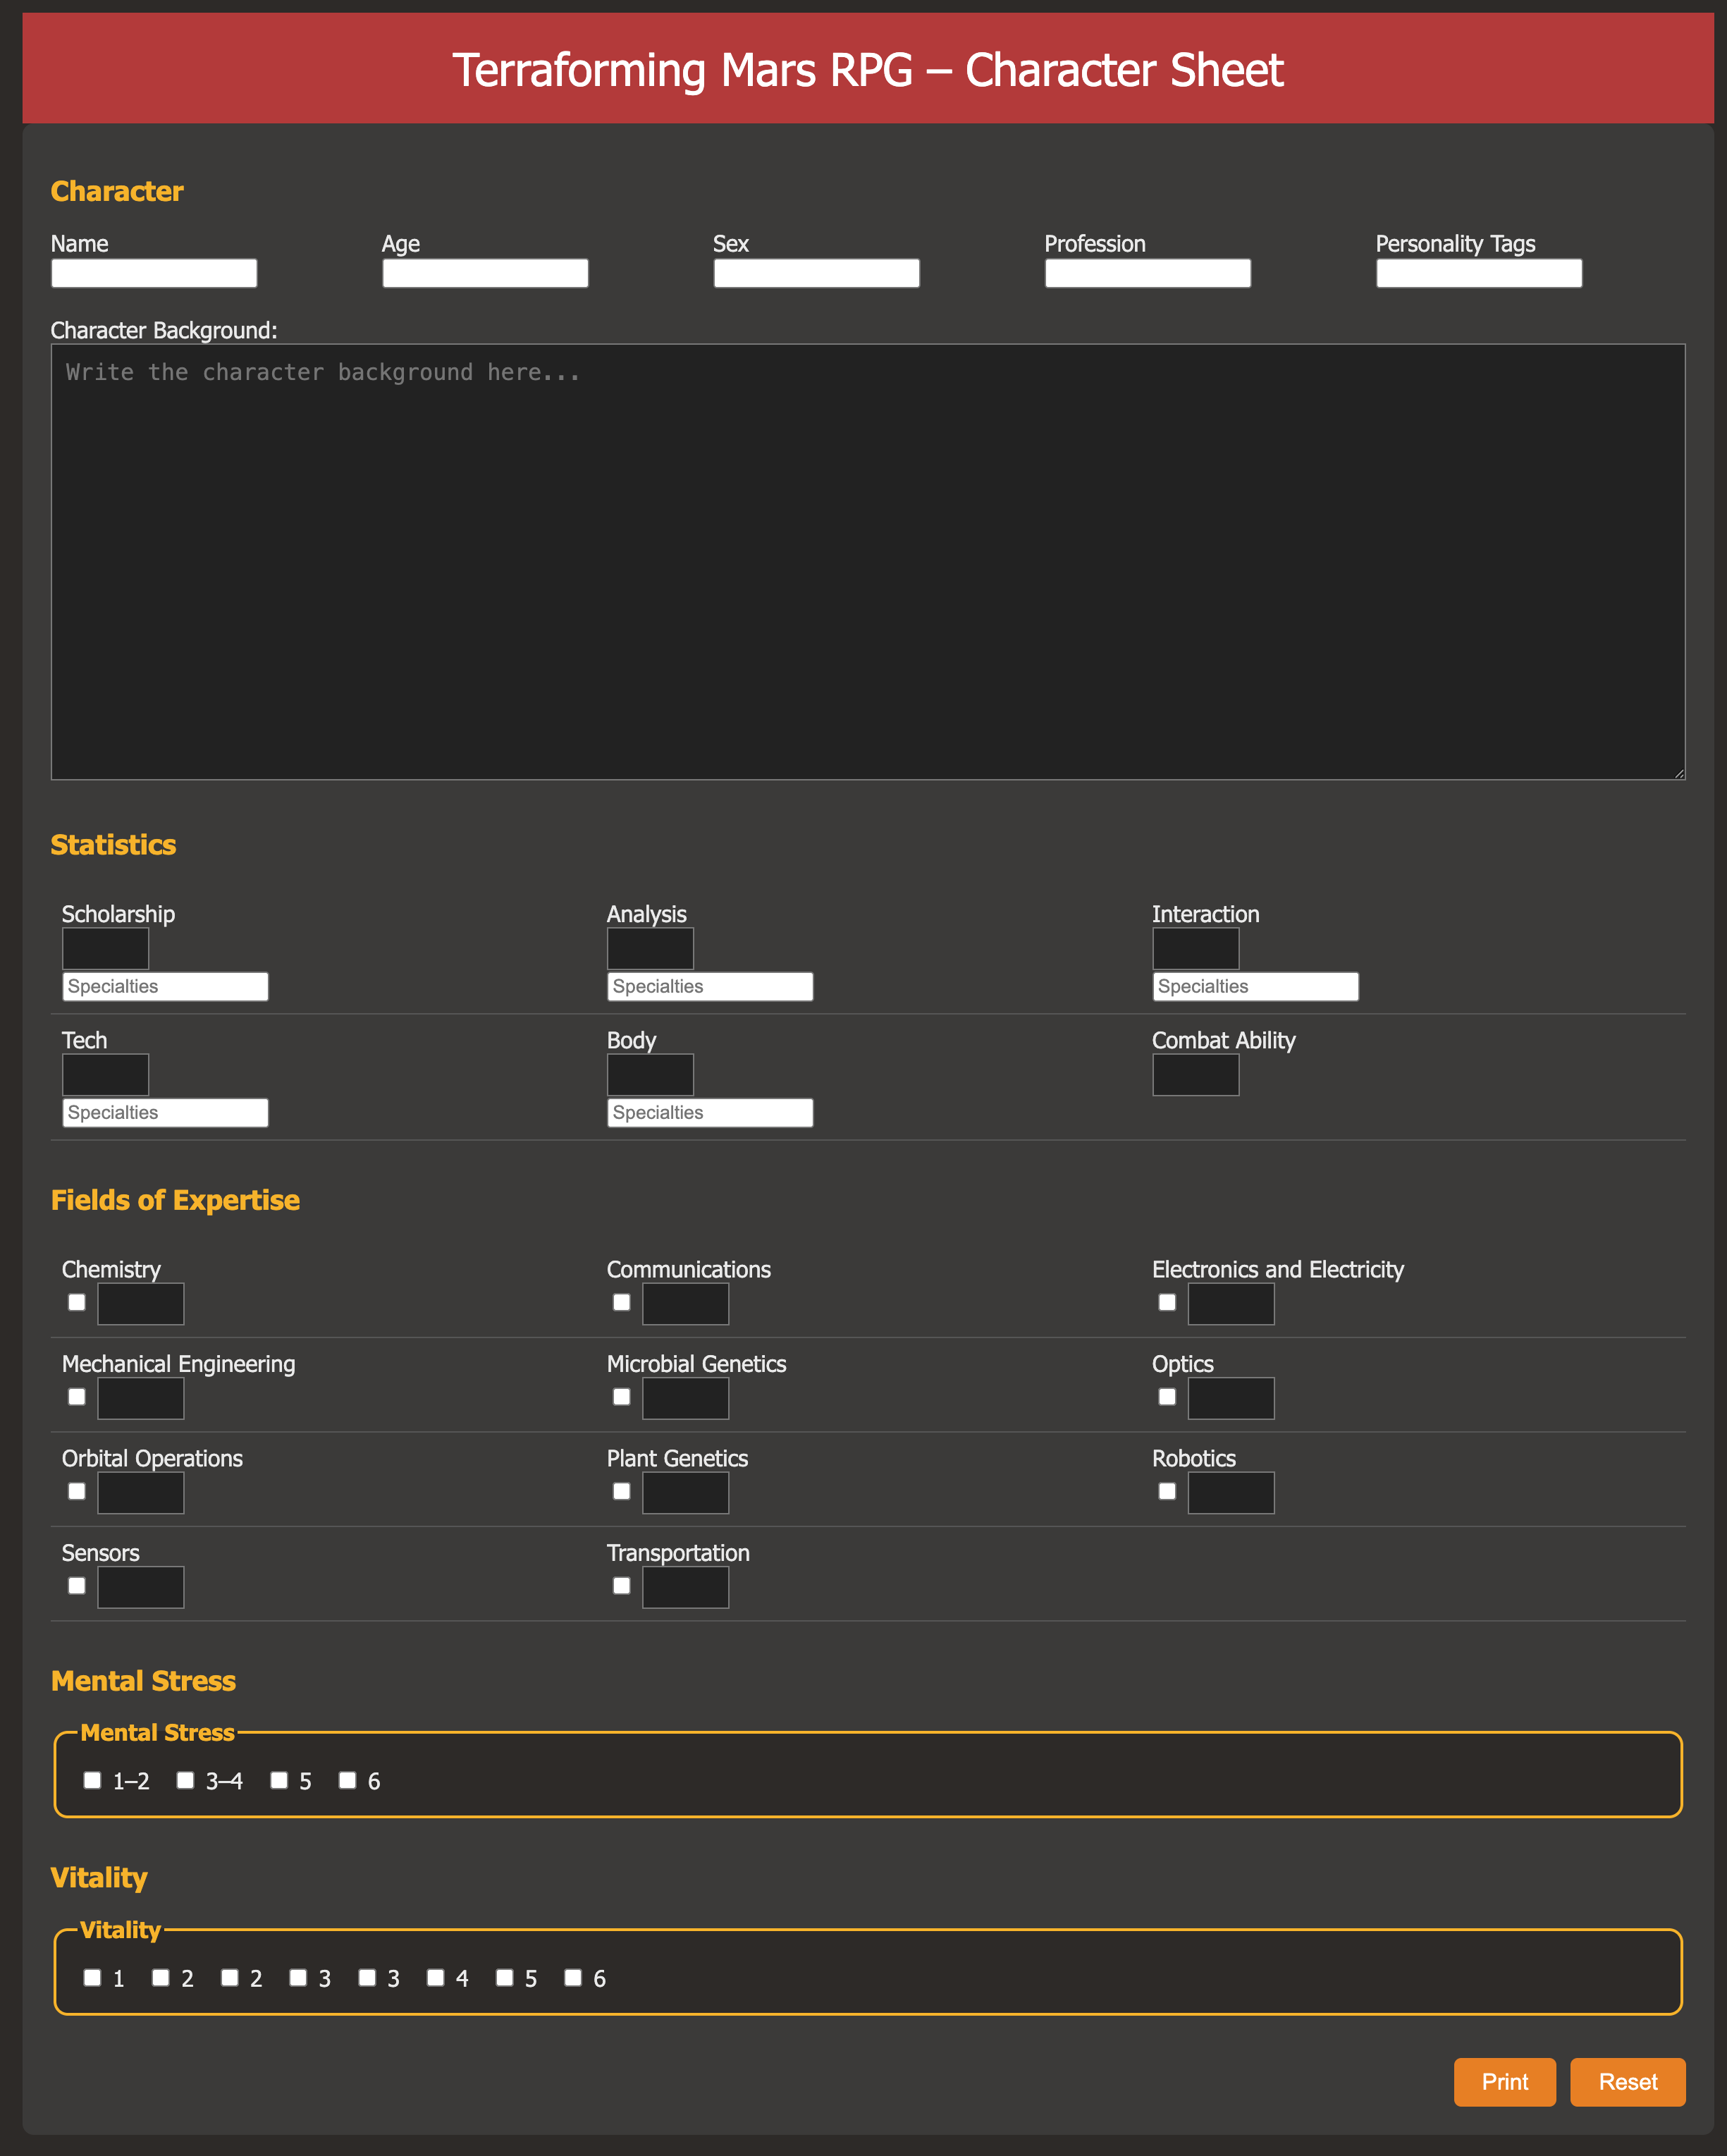 Terraforming Mars RPG – Character Sheet
Character
Name Age Sex Profession Personality Tags
Character Background:
Write the character background here...
Statistics
Scholarship Analysis Interaction
Specialties Specialties Specialties
Tech Body Combat Ability
Specialties Specialties
Fields of Expertise
Chemistry Communications Electronics and Electricity
Mechanical Engineering Microbial Genetics Optics
Orbital Operations Plant Genetics Robotics
Sensors Transportation
Mental Stress
Mental Stress
1–2 3–4 5 6
Vitality
Vitality
1 2 2 3 3 4 5 6
Print Reset